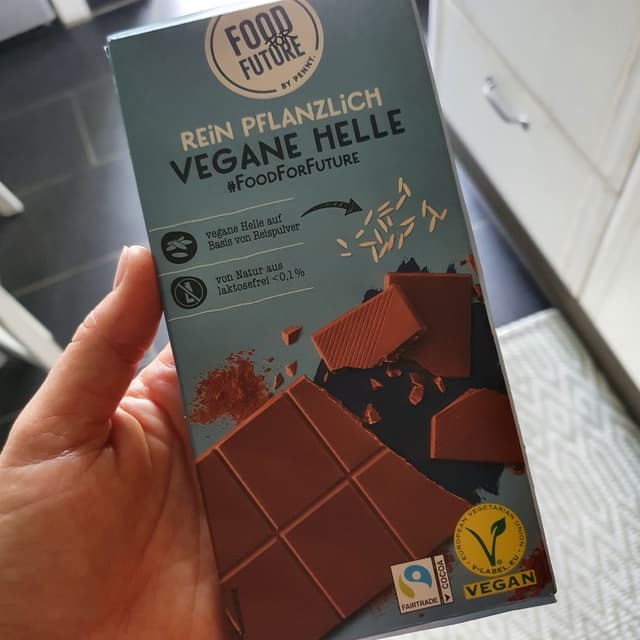 FOOD
FOR
FUTURE
BY PENNY.
REiN PFLANZLiCH
VEGANE HELLE
#FOODFORFUTURE
vegane Helle auf
Basis von Reispulver
von Natur aus
laktosefrei <0,1%
EUROPEAN VEGETARIAN UNION
V-LABEL.EU
VEGAN
FAIRTRADE
COCOA